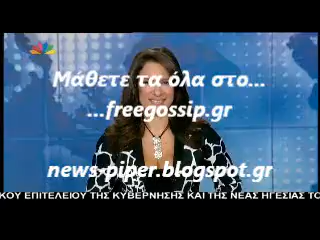 Μάθετε τα όλα στο...
...freegossip.gr
news-piper.blogspot.gr
ΚΟΥ ΕΠΙΤΕΛΕΙΟΥ ΤΗΣ ΚΥΒΕΡΝΗΣΗΣ ΚΑΙ ΤΗΣ ΝΕΑΣ ΗΓΕΣΙΑΣ ΤΟ